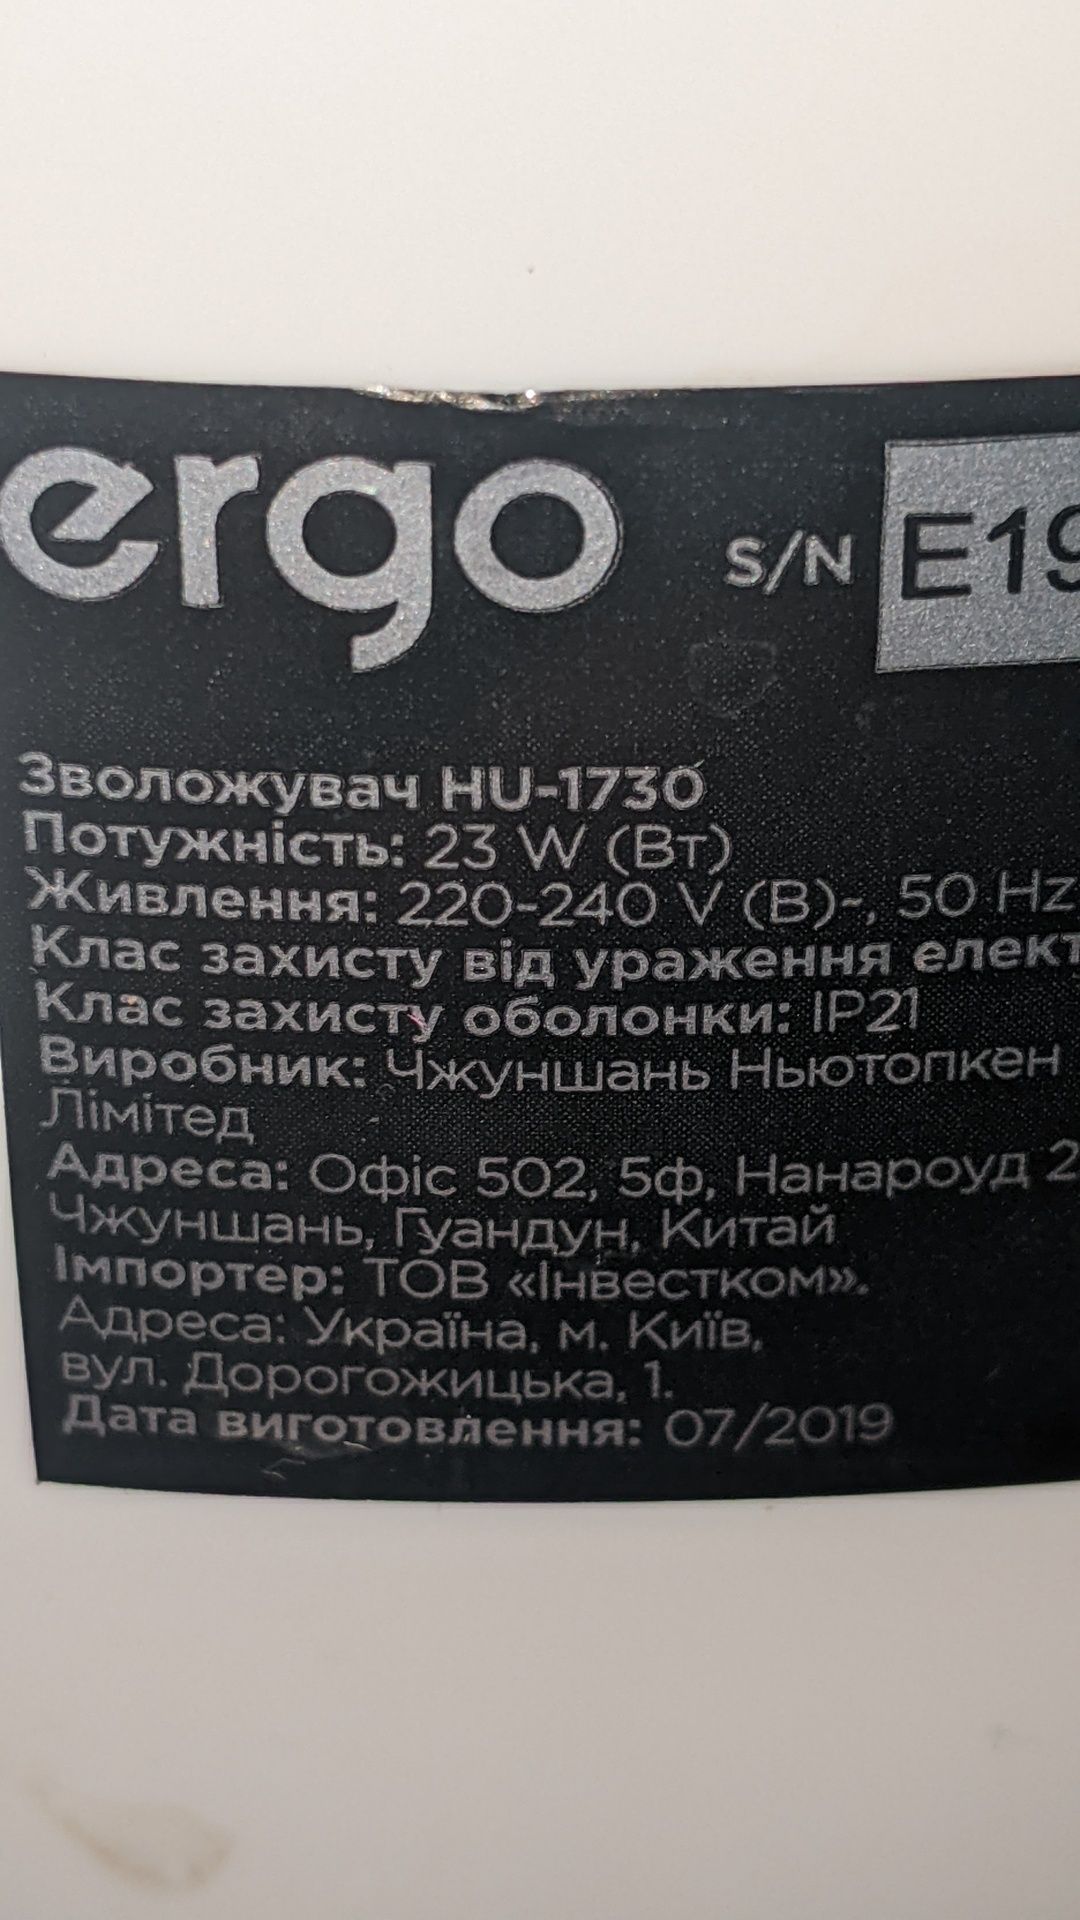 ergo
S/N E19
Зволожувач HU-1730
Потужність: 23 W (Вт)
Живлення: 220-240 V (В)~, 50 Hz
Клас захисту від ураження елект
Клас захисту оболонки: IP21
Виробник: Чжуншань Ньютопкен
Лімітед
Адреса: Офіс 502, 5ф, Нанароуд 2
Чжуншань, Гуандун, Китай
Імпортер: ТОВ «Інвестком».
Адреса: Україна, м. Київ,
вул. Дорогожицька, 1.
Дата виготовлення: 07/2019